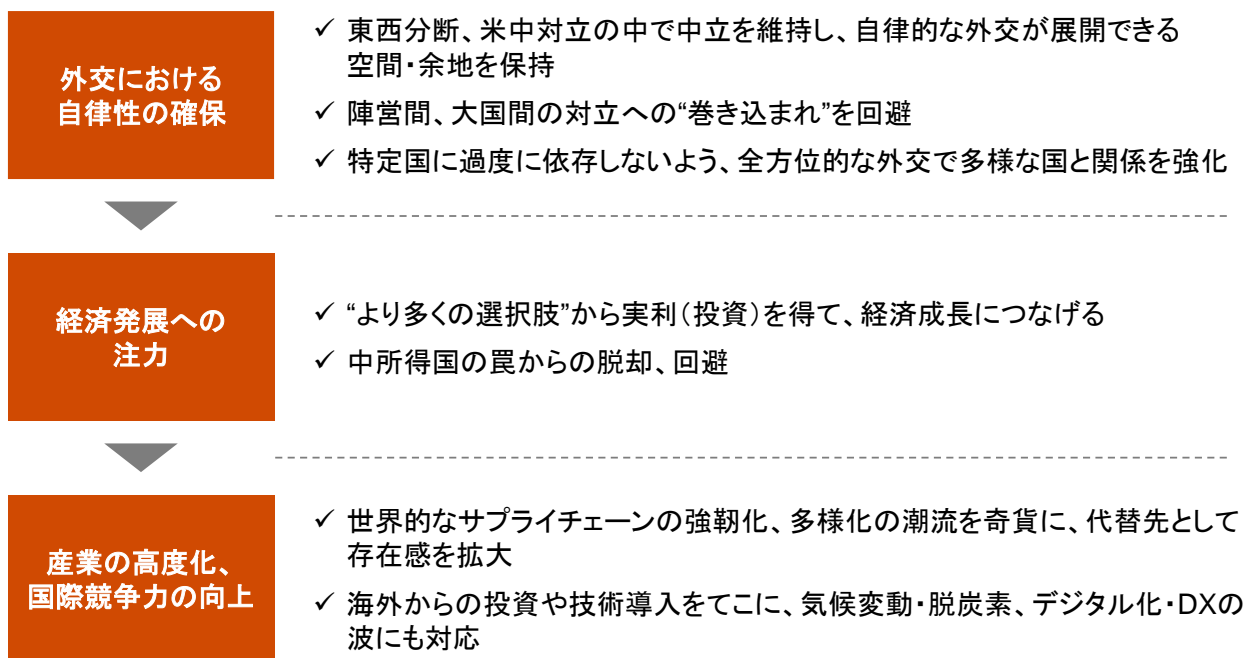 外交における
自律性の確保
✓ 東西分断、米中対立の中で中立を維持し、自律的な外交が展開できる
空間・余地を保持
✓ 陣営間、大国間の対立への“巻き込まれ”を回避
✓ 特定国に過度に依存しないよう、全方位的な外交で多様な国と関係を強化
経済発展への
注力
✓ “より多くの選択肢”から実利（投資）を得て、経済成長につなげる
✓ 中所得国の罠からの脱却、回避
産業の高度化、
国際競争力の向上
✓ 世界的なサプライチェーンの強靭化、多様化の潮流を奇貨に、代替先として
存在感を拡大
✓ 海外からの投資や技術導入をてこに、気候変動・脱炭素、デジタル化・DXの
波にも対応